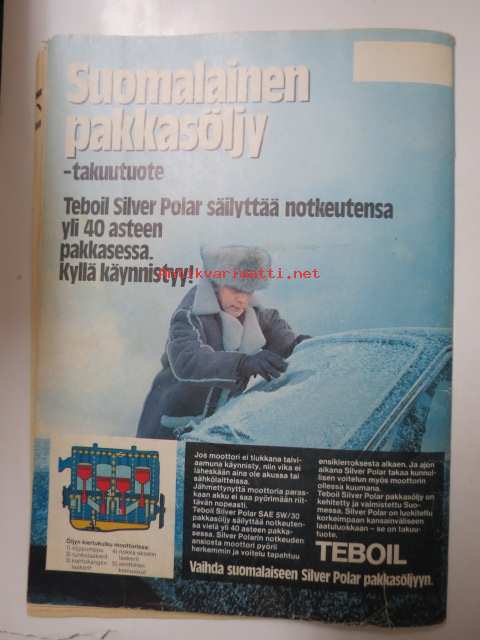 Suomalainen
pakkasöljy
-takuutuote
Teboil Silver Polar säilyttää notkeutensa
yli 40 asteen
pakkasessa.
Kyllä käynnistyy!
Antikvariaatti.net
Öljyn kiertokulku moottorissa:
Jos moottori ei tiukkana talvi-
aamuna käynnisty, niin vika ei
läheskään aina ole akussa tai
sähkölaitteissa.
Jähmettynyttä moottoria paras-
kaan akku ei saa pyörimään riit-
tävän nopeasti.
Teboil Silver Polar SAE 5W/30
pakkasöljy säilyttää notkeuten-
sa vielä yli 40 asteen pakka-
sessa. Silver Polarin notkeuden
ansiosta moottori pyörii
herkemmin ja voitelu tapahtuu
ensikierroksesta alkaen. Ja ajon
aikana Silver Polar takaa kunnol-
lisen voitelun myös moottorin
ollessa kuumana.
Teboil Silver Polar pakkasöljy on
kehitetty ja valmistettu Suo-
messa. Silver Polar on luokiteltu
korkeimpaan kansainväliseen
laatuluokkaan – se on takuu-
tuote.
TEBOIL
Vaihda suomalaiseen Silver Polar pakkasöljyyn.